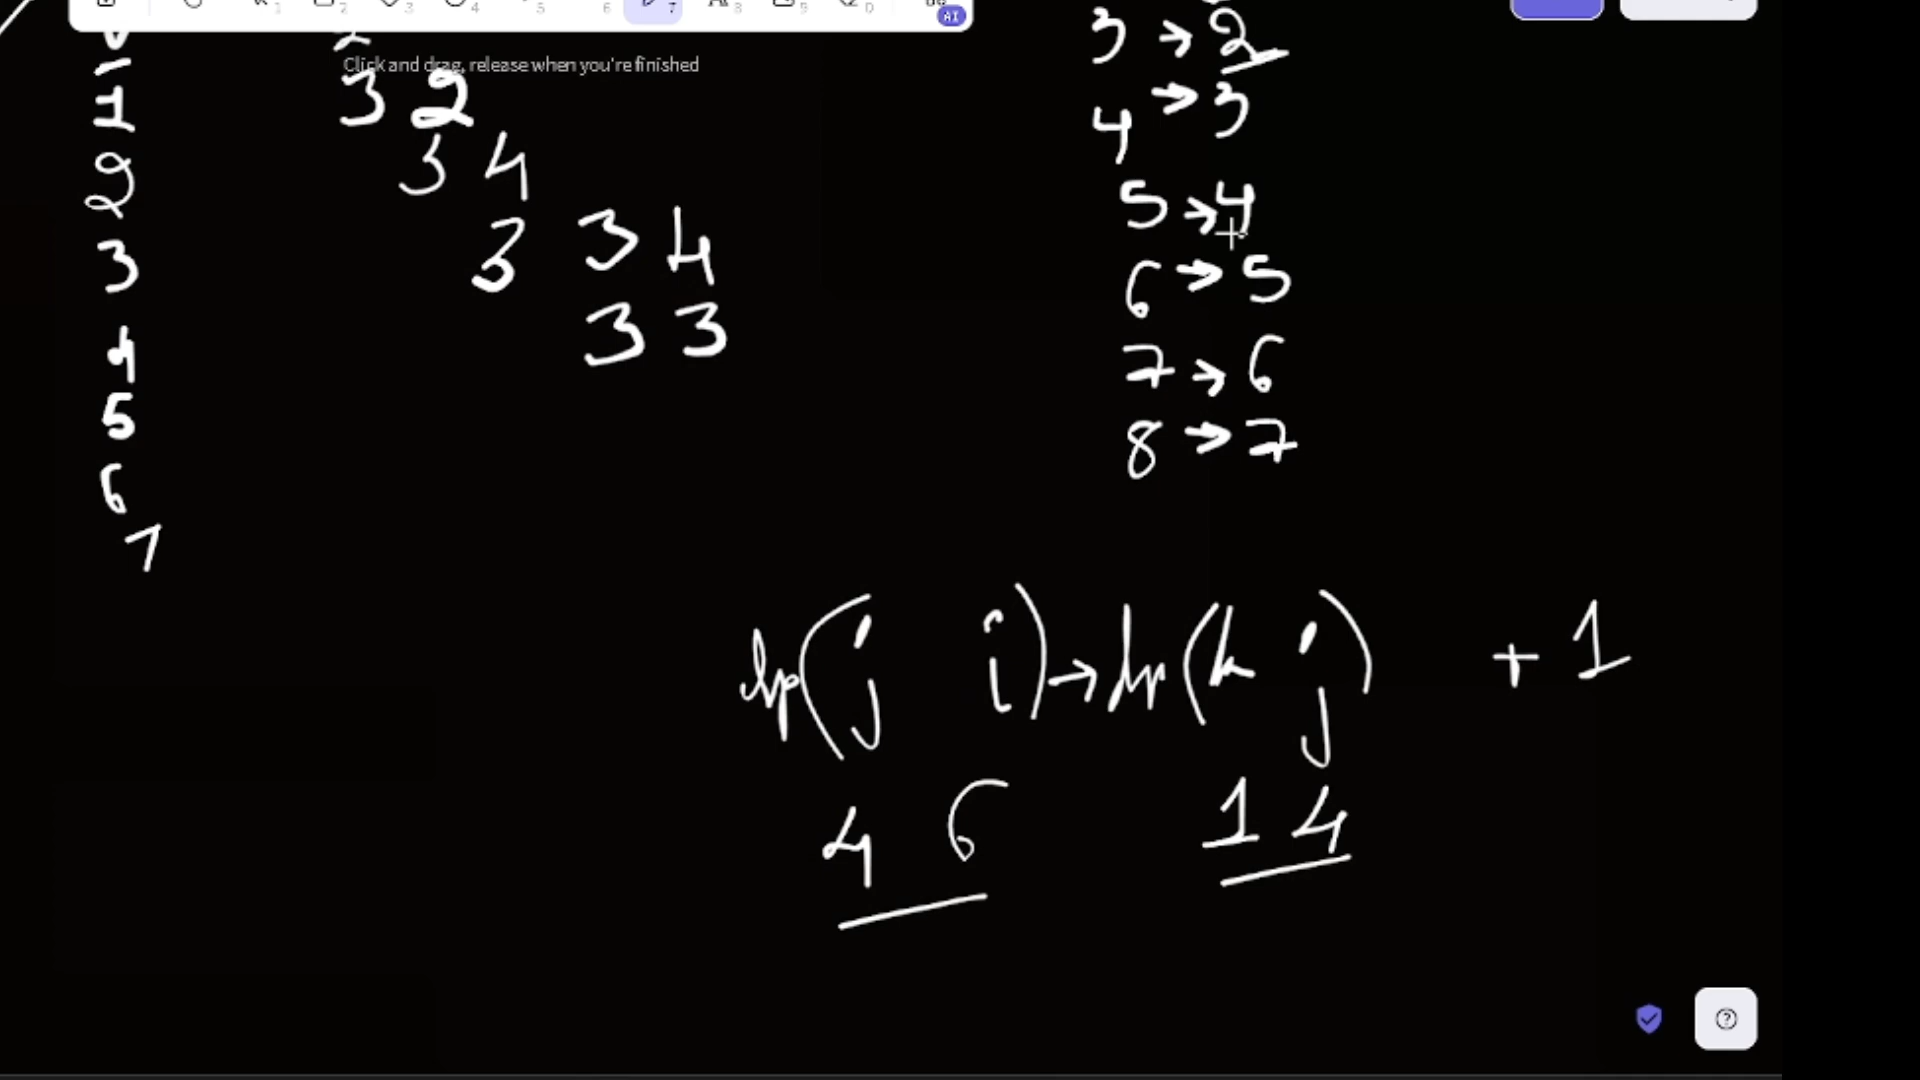 AI
Click and drag, release when you're finished
3 → 2
3 2
4 → 3
1
3 4
2
5 → 4
3 3 4
3
6 → 5
3 3
4
7 → 6
5
8 → 7
6
7
dp(j i) → dp(k j) + 1
4 6 1 4